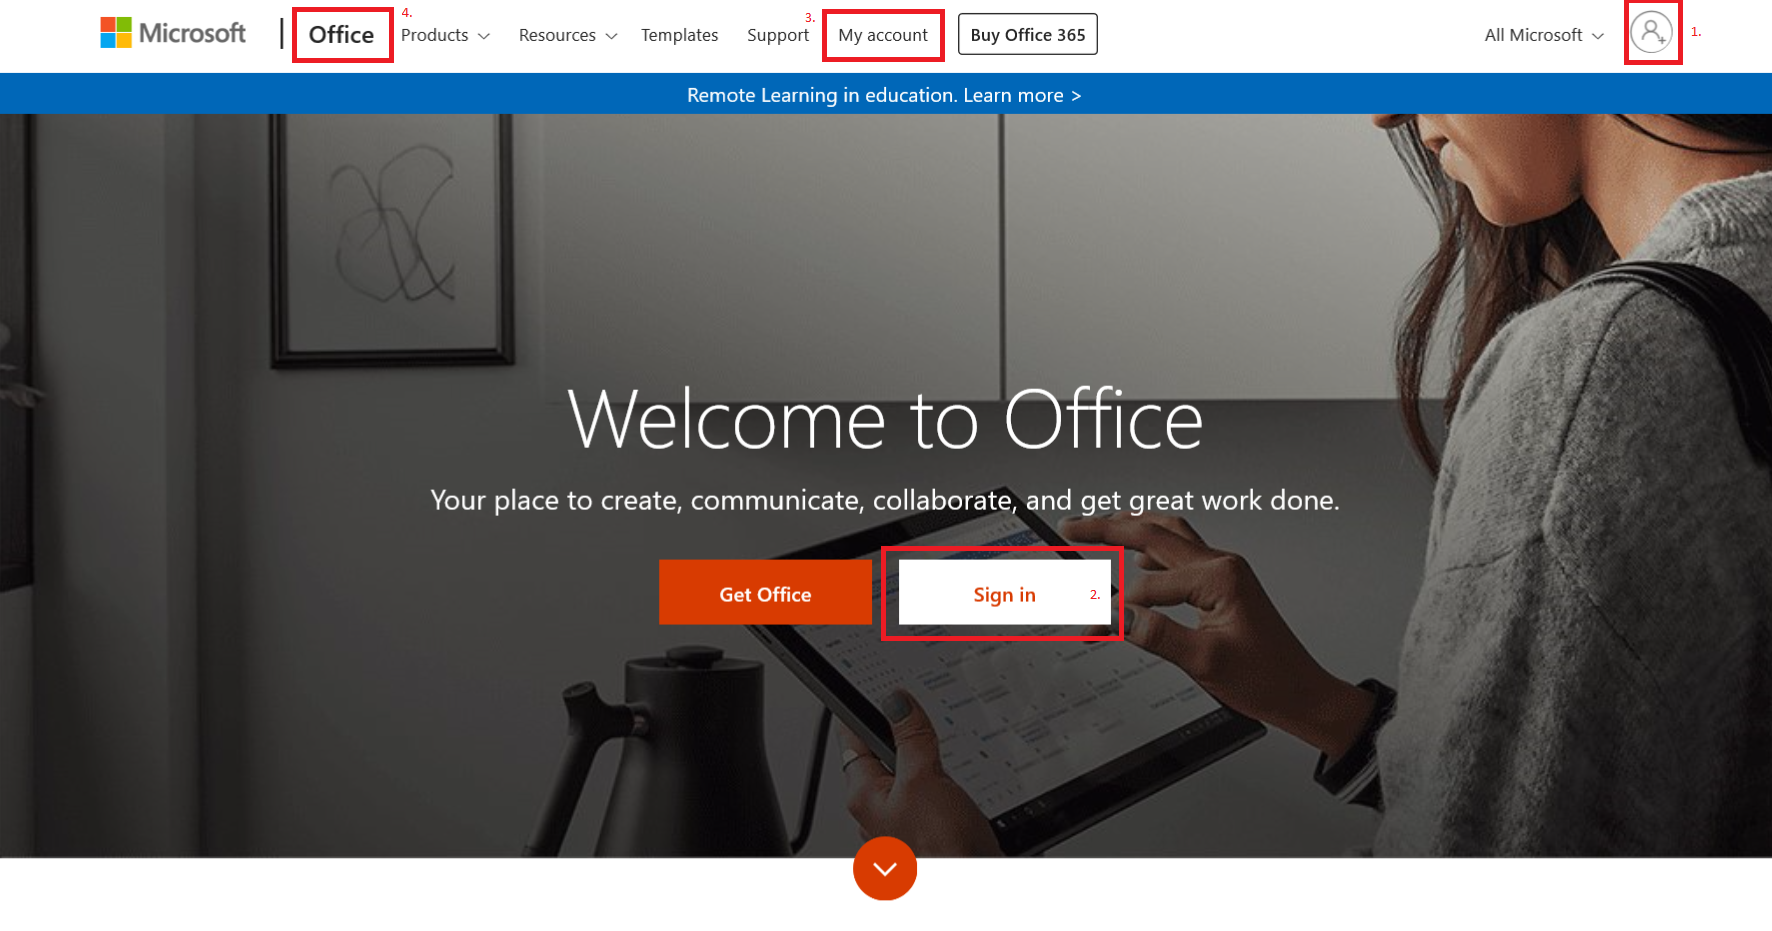 Microsoft
Office
4.
Products
Resources
Templates
Support
3.
My account
Buy Office 365
All Microsoft
1.
Remote Learning in education. Learn more >
Welcome to Office
Your place to create, communicate, collaborate, and get great work done.
Get Office
Sign in
2.